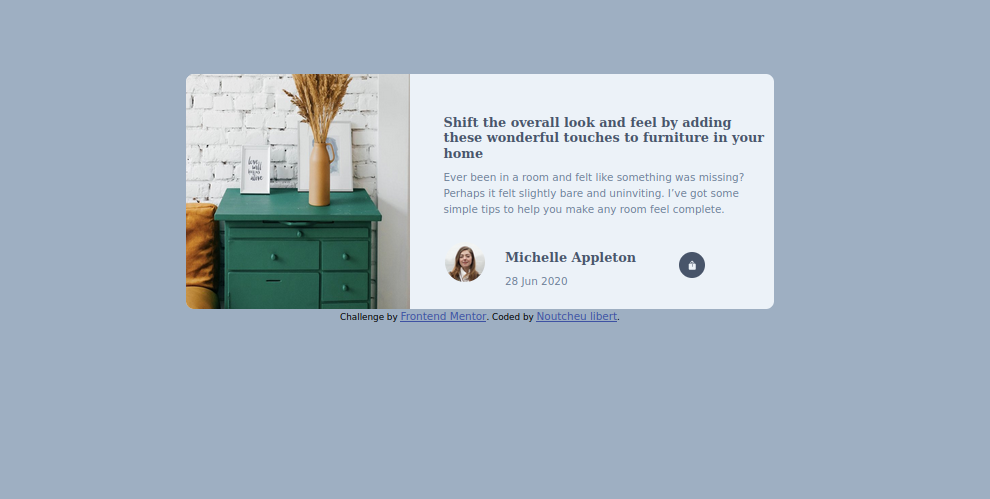 Shift the overall look and feel by adding
these wonderful touches to furniture in your
home
Ever been in a room and felt like something was missing?
Perhaps it felt slightly bare and uninviting. I've got some
simple tips to help you make any room feel complete.
Michelle Appleton
28 Jun 2020
Challenge by Frontend Mentor. Coded by Noutcheu libert.